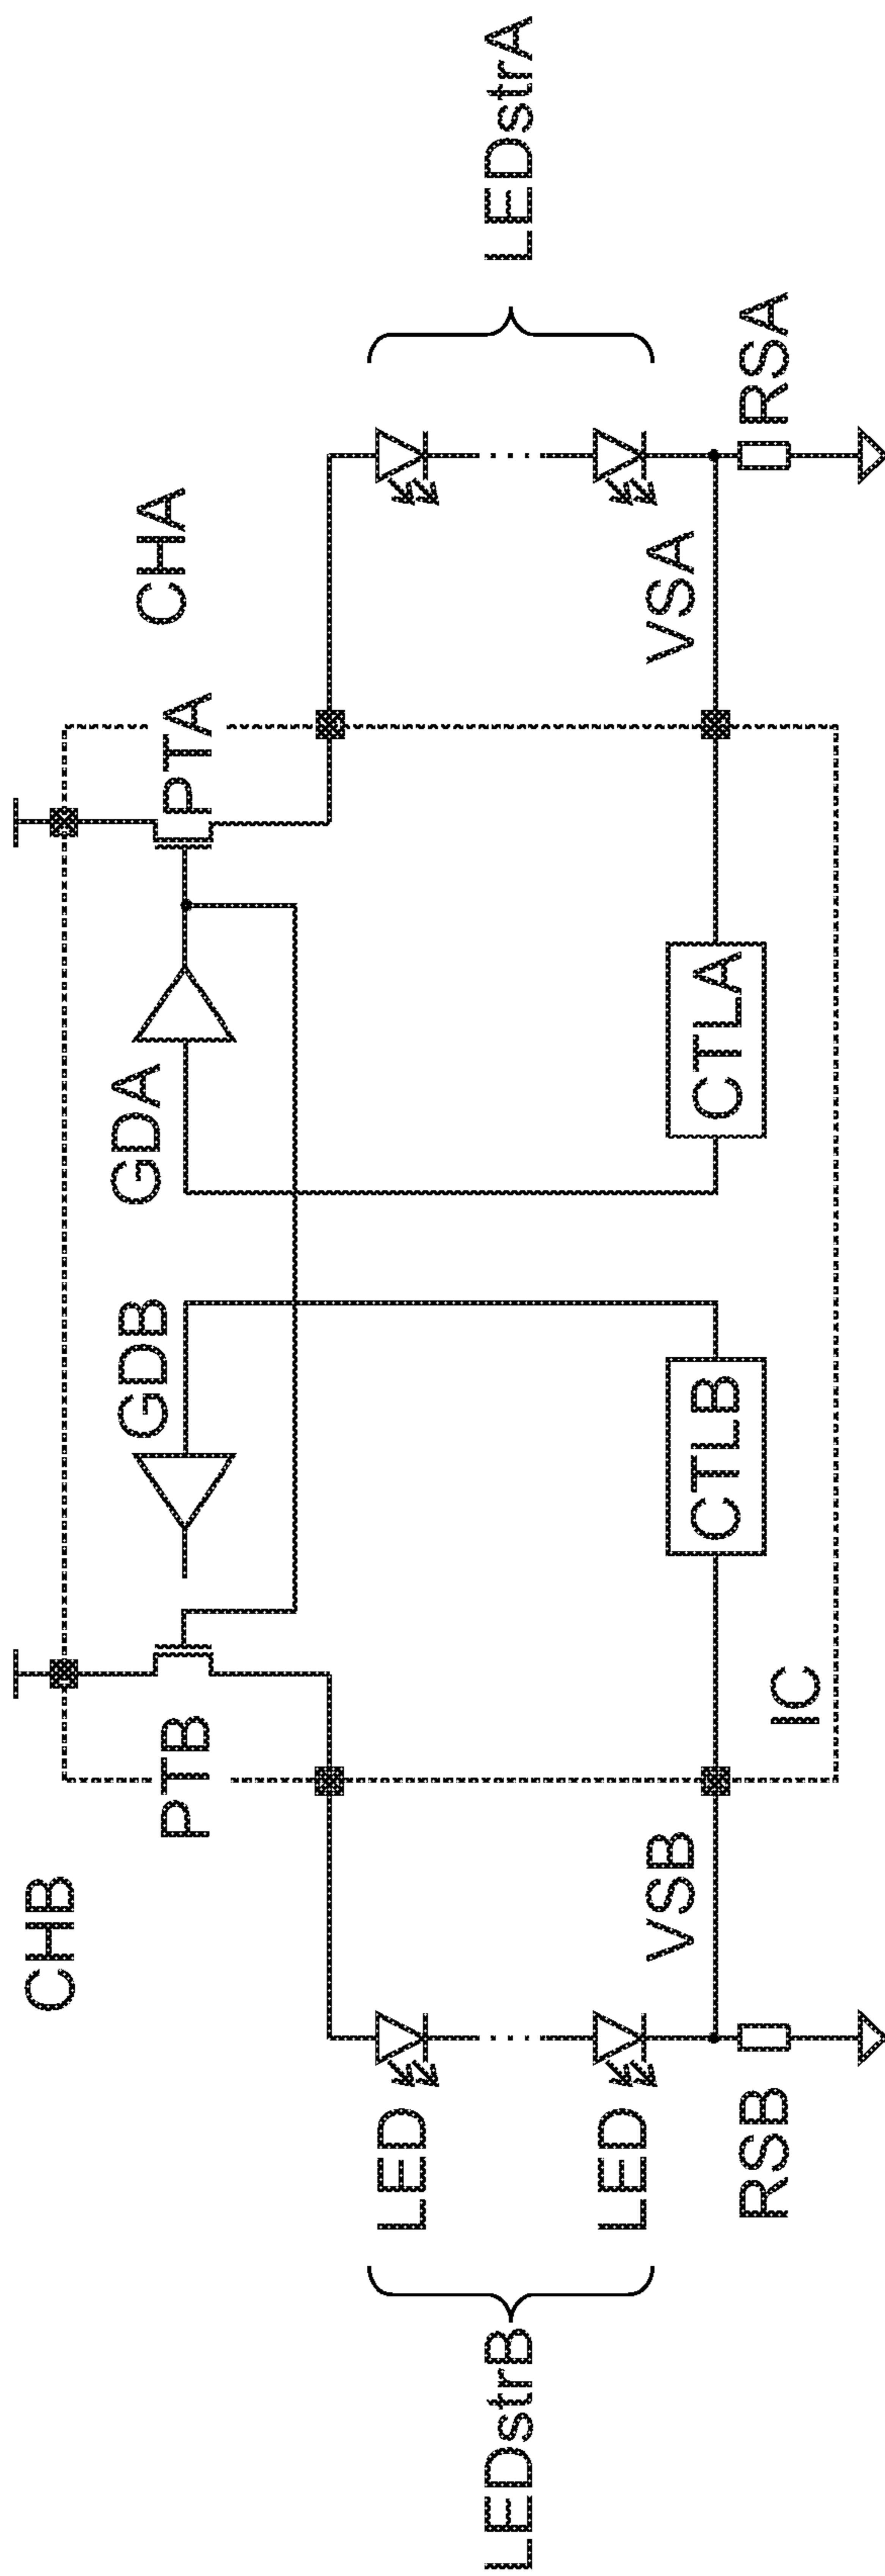 CHB
CHA
GDB
GDA
PTB
PTA
LED
LEDstrB
LEDstrA
LED
VSB
VSA
CTLB
CTLA
RSB
RSA
IC